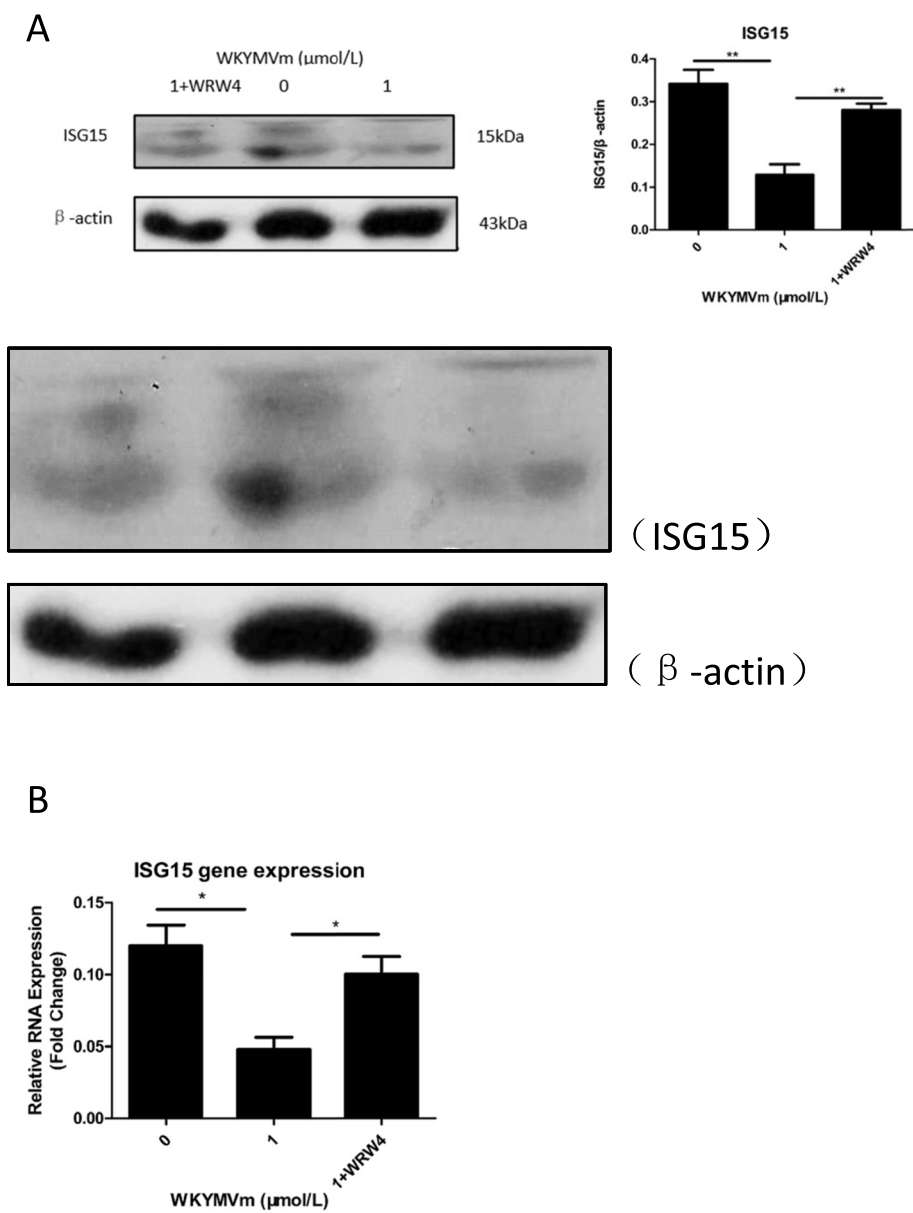 A
WKYMVm (μmol/L)
1+WRW4 0 1
ISG15 15kDa
β-actin 43kDa
ISG15
**
**
ISG15/β-actin
0.4
0.3
0.2
0.1
0.0
0 1 1+WRW4
WKYMVm (μmol/L)
（ISG15）
（β-actin）
B
ISG15 gene expression
*
*
Relative RNA Expression
(Fold Change)
0.15
0.10
0.05
0.00
0 1 1+WRW4
WKYMVm (μmol/L)